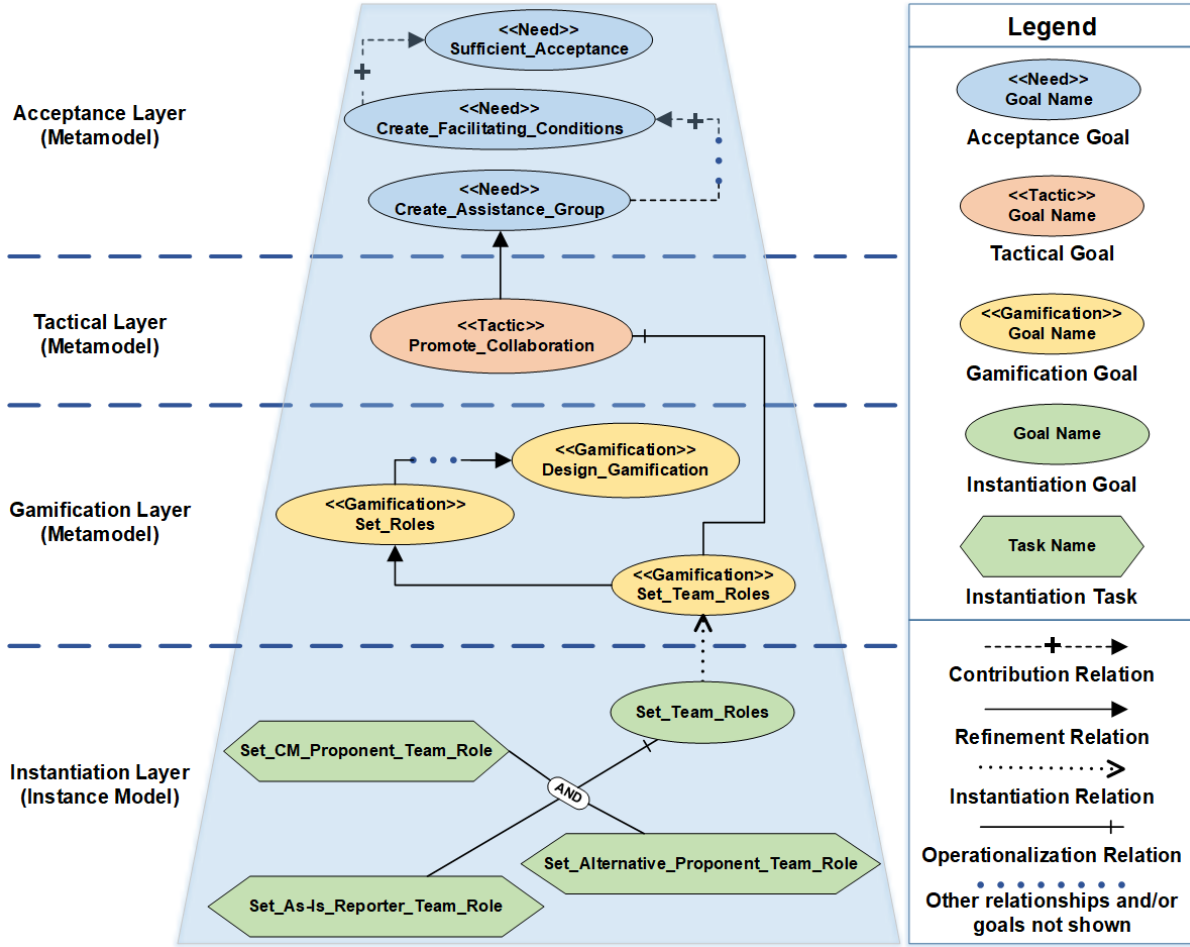 <<Need>>
Sufficient_Acceptance
+
Acceptance Layer
(Metamodel)
<<Need>>
Create_Facilitating_Conditions
+
<<Need>>
Create_Assistance_Group
Tactical Layer
(Metamodel)
<<Tactic>>
Promote_Collaboration
Gamification Layer
(Metamodel)
<<Gamification>>
Design_Gamification
<<Gamification>>
Set_Roles
<<Gamification>>
Set_Team_Roles
Instantiation Layer
(Instance Model)
Set_Team_Roles
Set_CM_Proponent_Team_Role
AND
Set_Alternative_Proponent_Team_Role
Set_As-Is_Reporter_Team_Role
Legend
<<Need>>
Goal Name
Acceptance Goal
<<Tactic>>
Goal Name
Tactical Goal
<<Gamification>>
Goal Name
Gamification Goal
Goal Name
Instantiation Goal
Task Name
Instantiation Task
+
Contribution Relation
Refinement Relation
Instantiation Relation
Operationalization Relation
Other relationships and/or
goals not shown